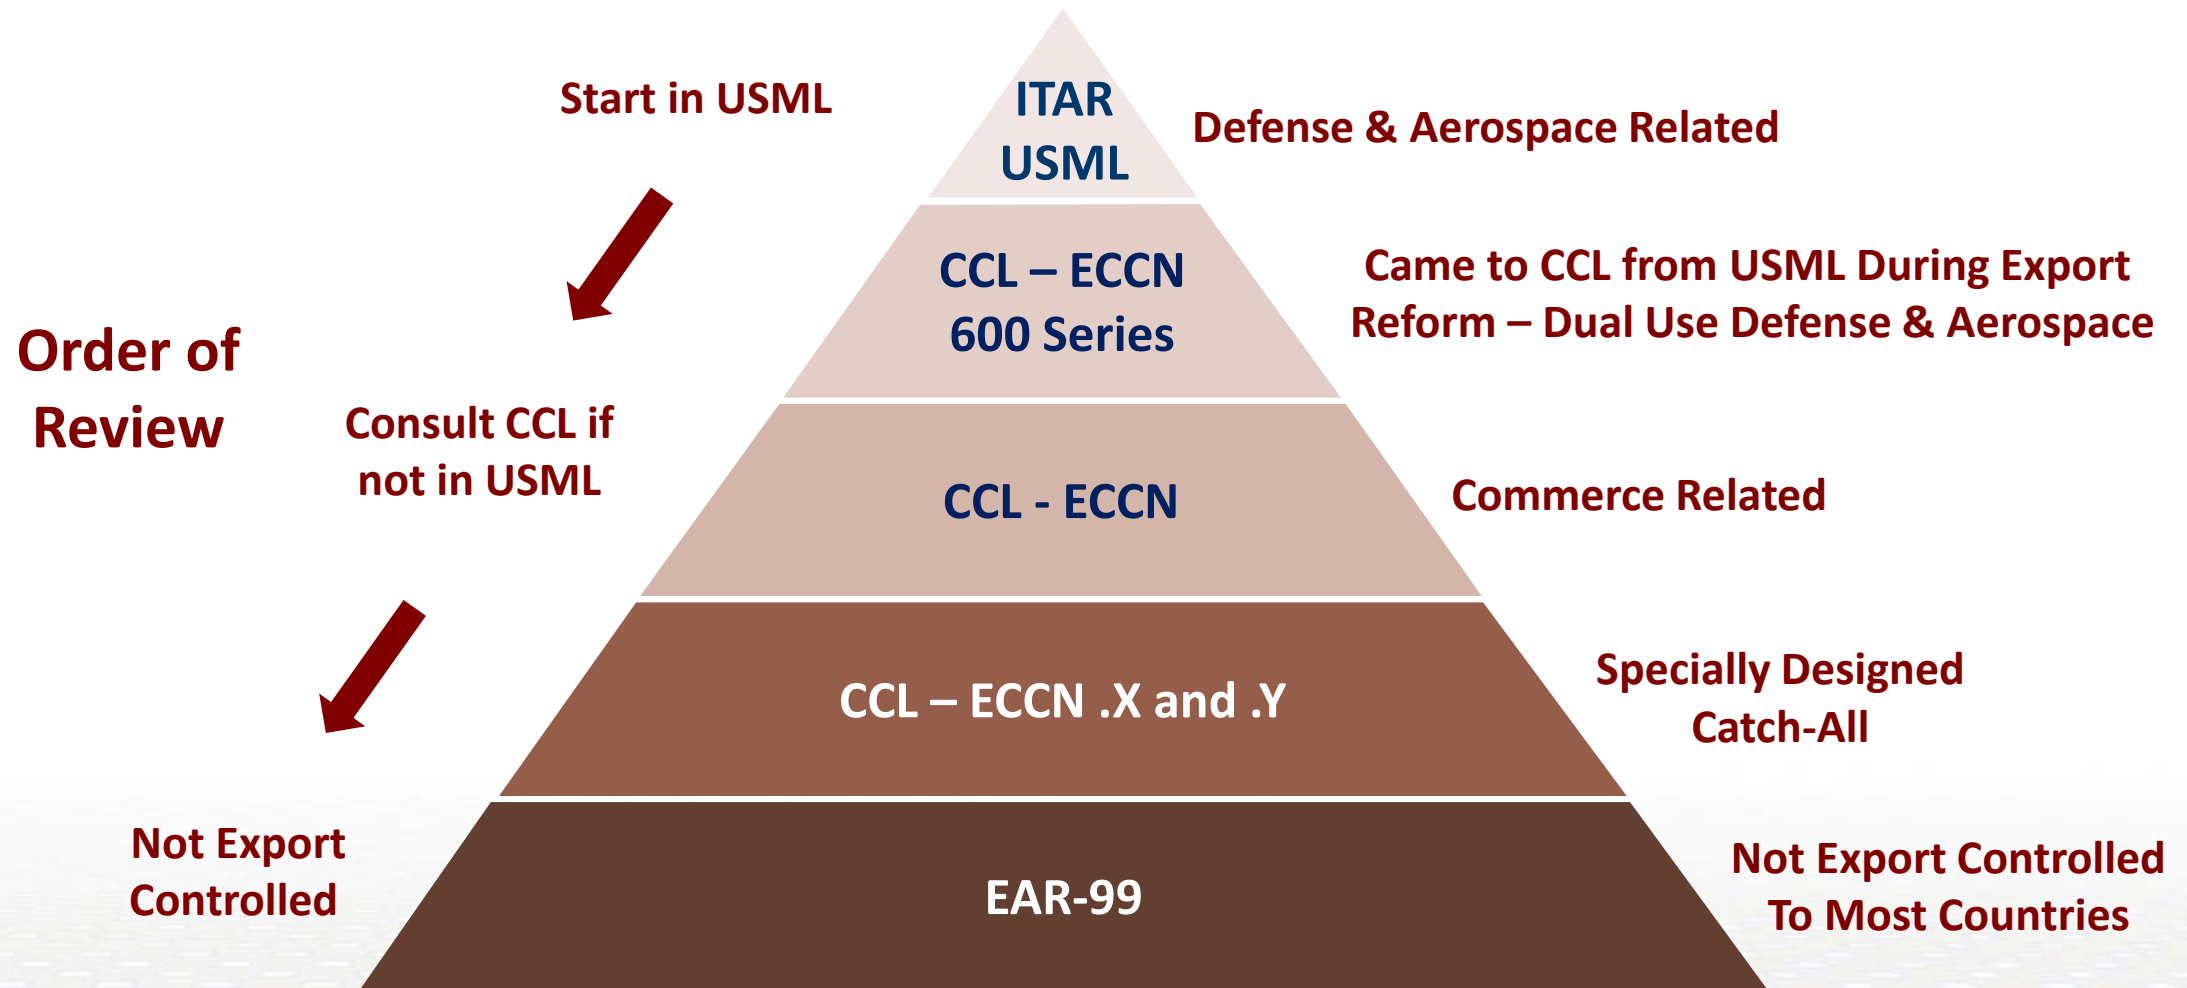 Start in USML
ITAR
USML
Defense & Aerospace Related
CCL – ECCN
600 Series
Came to CCL from USML During Export
Reform – Dual Use Defense & Aerospace
Order of
Review
Consult CCL if
not in USML
CCL - ECCN
Commerce Related
CCL – ECCN .X and .Y
Specially Designed
Catch-All
Not Export
Controlled
EAR-99
Not Export Controlled
To Most Countries